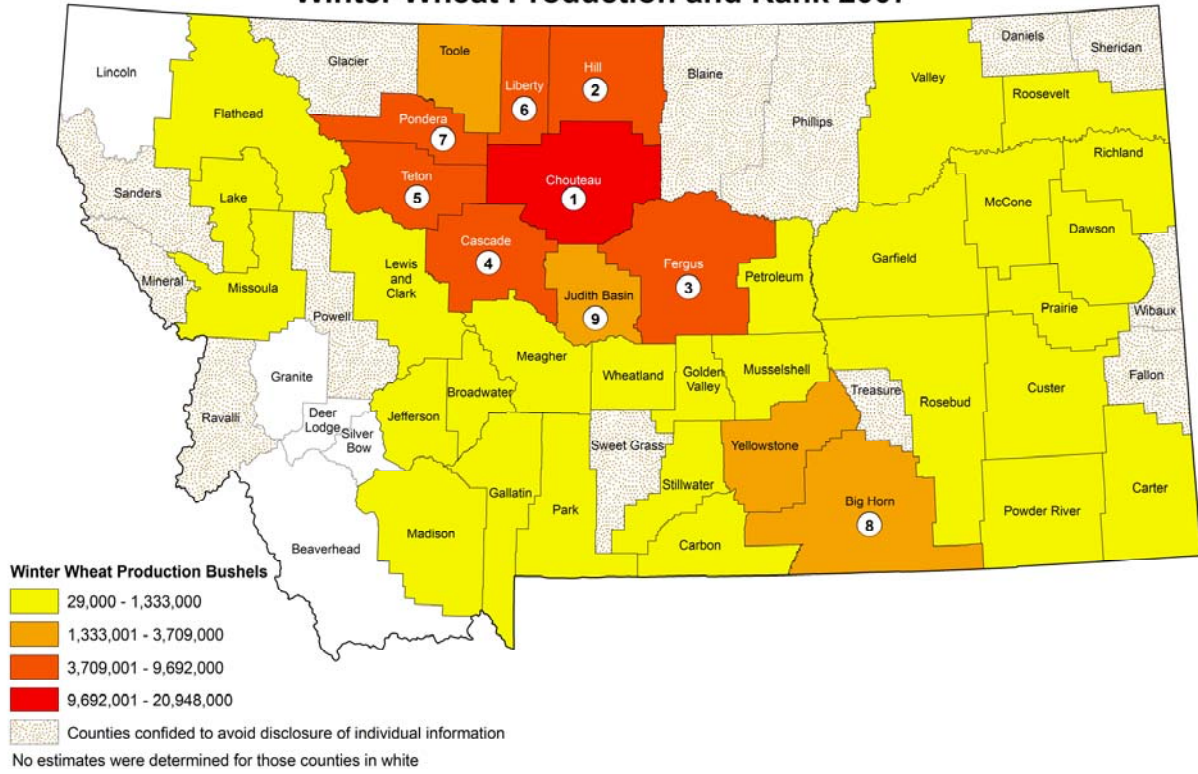 Winter Wheat Production and Rank 2007
Lincoln
Flathead
Glacier
Toole
Liberty
6
Hill
2
Blaine
Phillips
Valley
Daniels
Sheridan
Roosevelt
Sanders
Lake
Pondera
7
Teton
5
Chouteau
1
Richland
McCone
Dawson
Garfield
Mineral
Missoula
Powell
Lewis
and
Clark
Cascade
4
Judith Basin
9
Fergus
3
Petroleum
Prairie
Wibaux
Ravalli
Granite
Deer
Lodge
Silver
Bow
Jefferson
Broadwater
Meagher
Wheatland
Golden
Valley
Musselshell
Treasure
Rosebud
Custer
Fallon
Beaverhead
Madison
Gallatin
Park
Sweet Grass
Stillwater
Carbon
Yellowstone
Big Horn
8
Powder River
Carter
Winter Wheat Production Bushels
29,000 - 1,333,000
1,333,001 - 3,709,000
3,709,001 - 9,692,000
9,692,001 - 20,948,000
Counties confided to avoid disclosure of individual information
No estimates were determined for those counties in white